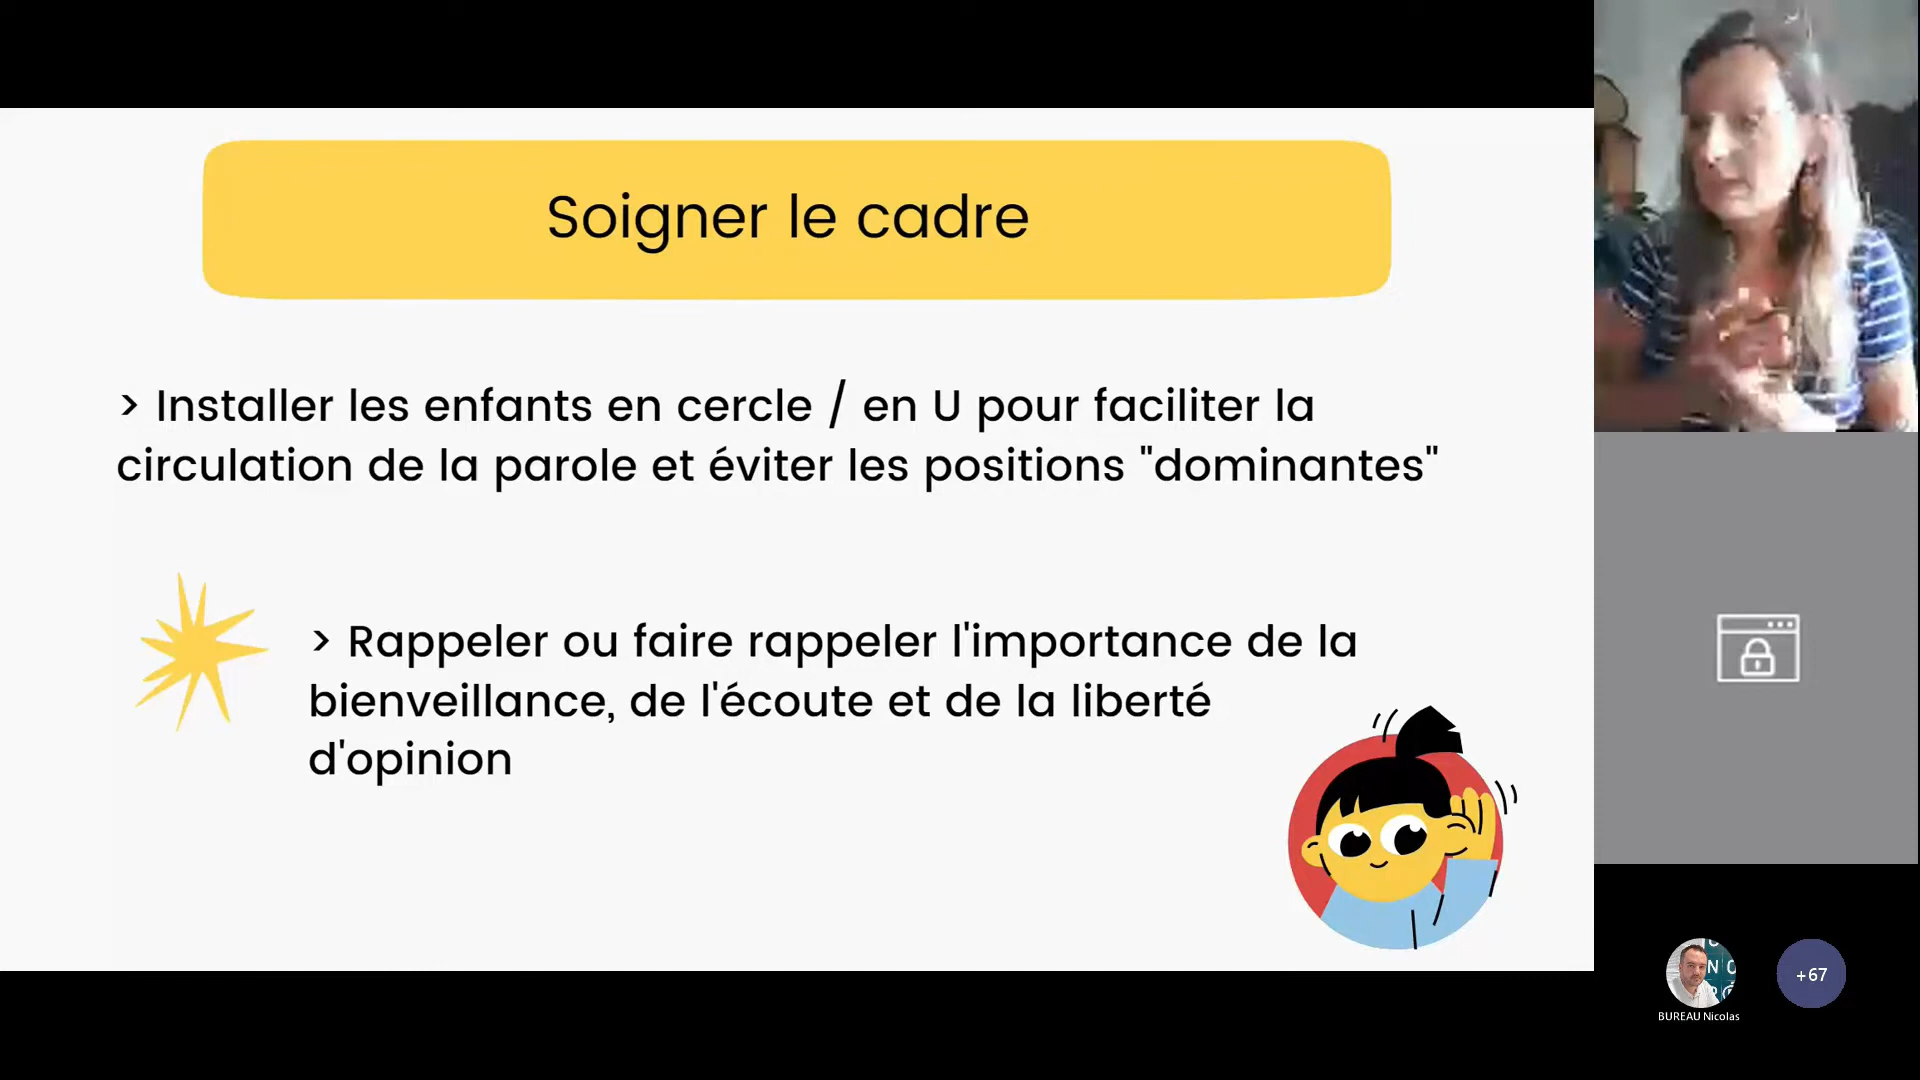 Soigner le cadre
> Installer les enfants en cercle / en U pour faciliter la
circulation de la parole et éviter les positions "dominantes"
> Rappeler ou faire rappeler l'importance de la
bienveillance, de l'écoute et de la liberté
d'opinion
+67
BUREAU Nicolas